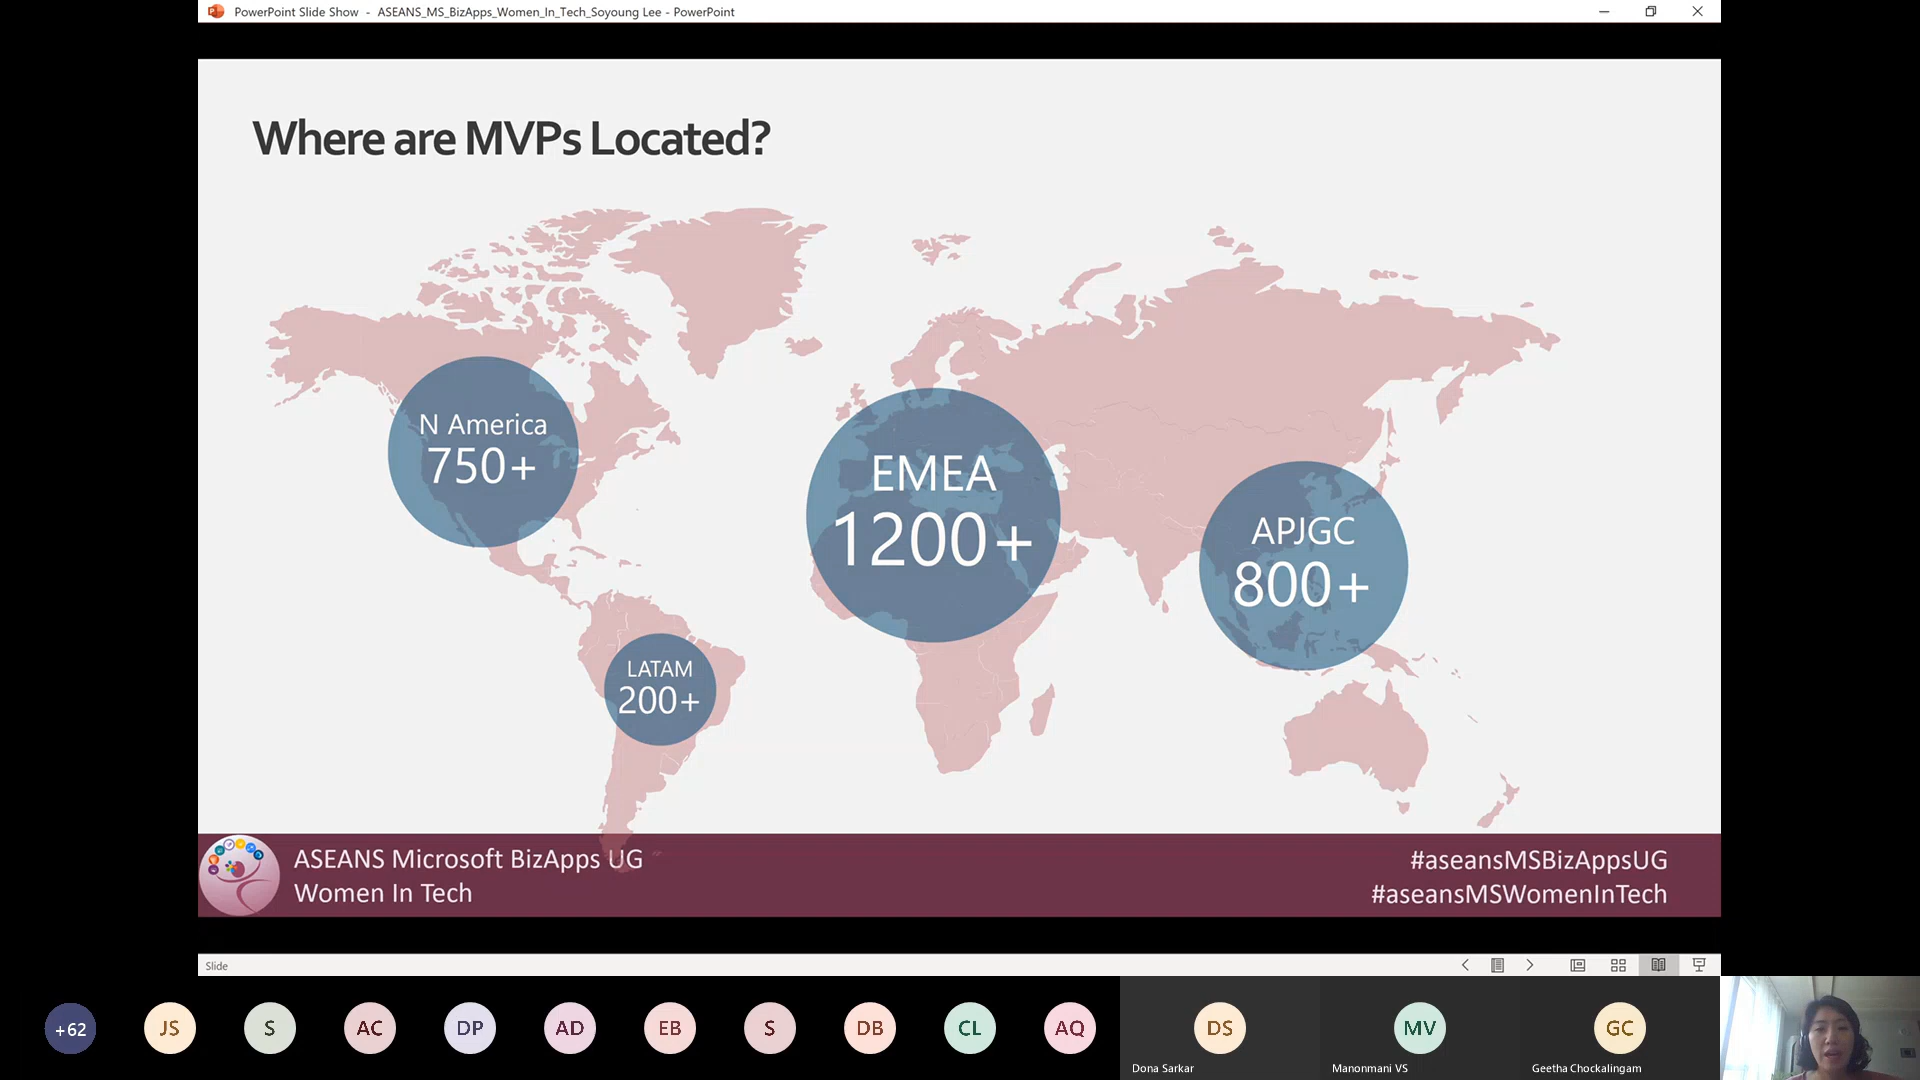 PowerPoint Slide Show - ASEANS_MS_BizApps_Women_In_Tech_Soyoung Lee - PowerPoint
Where are MVPs Located?
N America
750+
EMEA
1200+
APJGC
800+
LATAM
200+
ASEANS Microsoft BizApps UG
Women In Tech
#aseansMSBizAppsUG
#aseansMSWomenInTech
Slide
+62
JS
S
AC
DP
AD
EB
S
DB
CL
AQ
DS
Dona Sarkar
MV
Manonmani VS
GC
Geetha Chockalingam